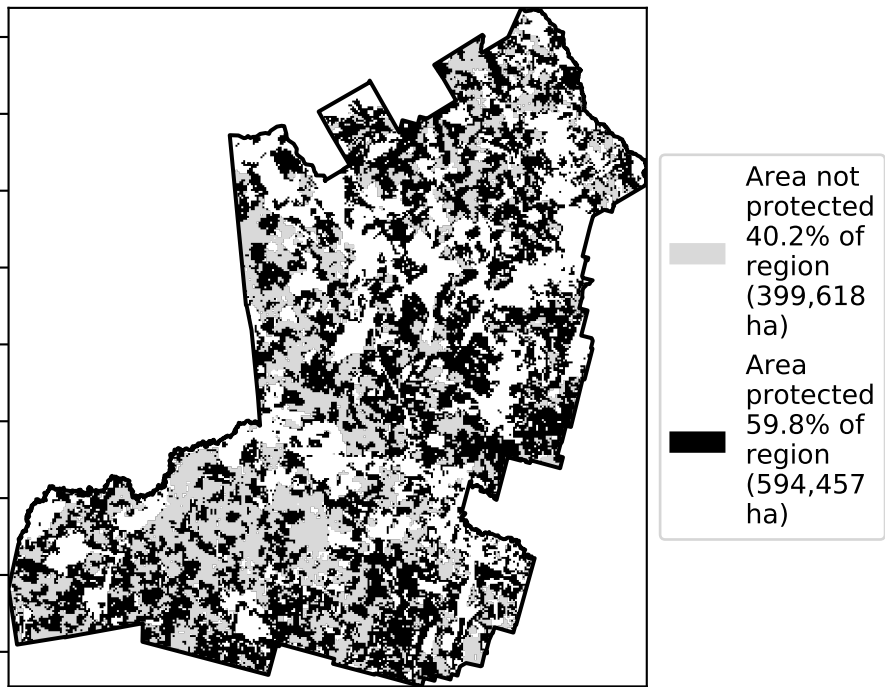 Area not
protected
40.2% of
region
(399,618
ha)
Area
protected
59.8% of
region
(594,457
ha)